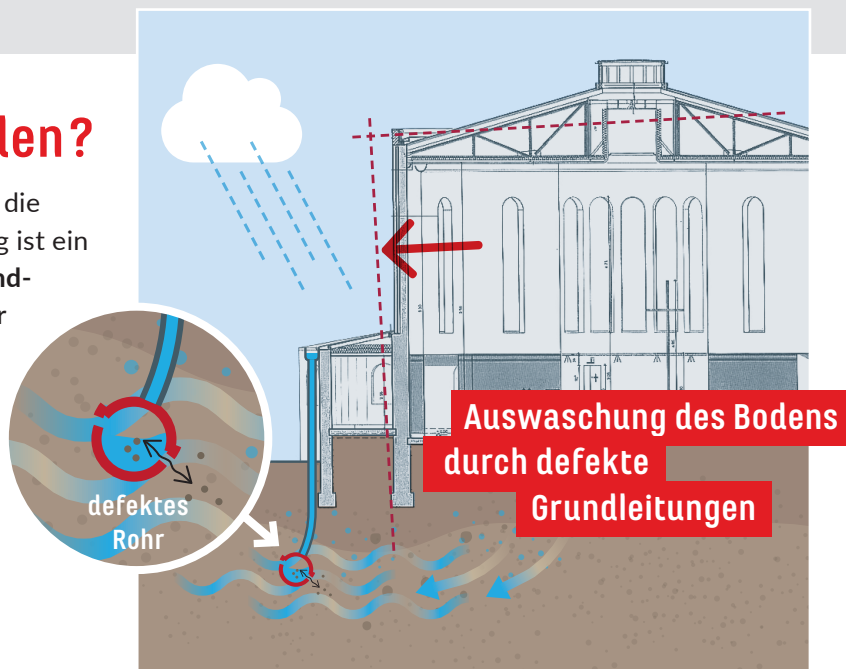 len?
die
g ist ein
nd-
r
defektes
Rohr
Auswaschung des Bodens
durch defekte
Grundleitungen